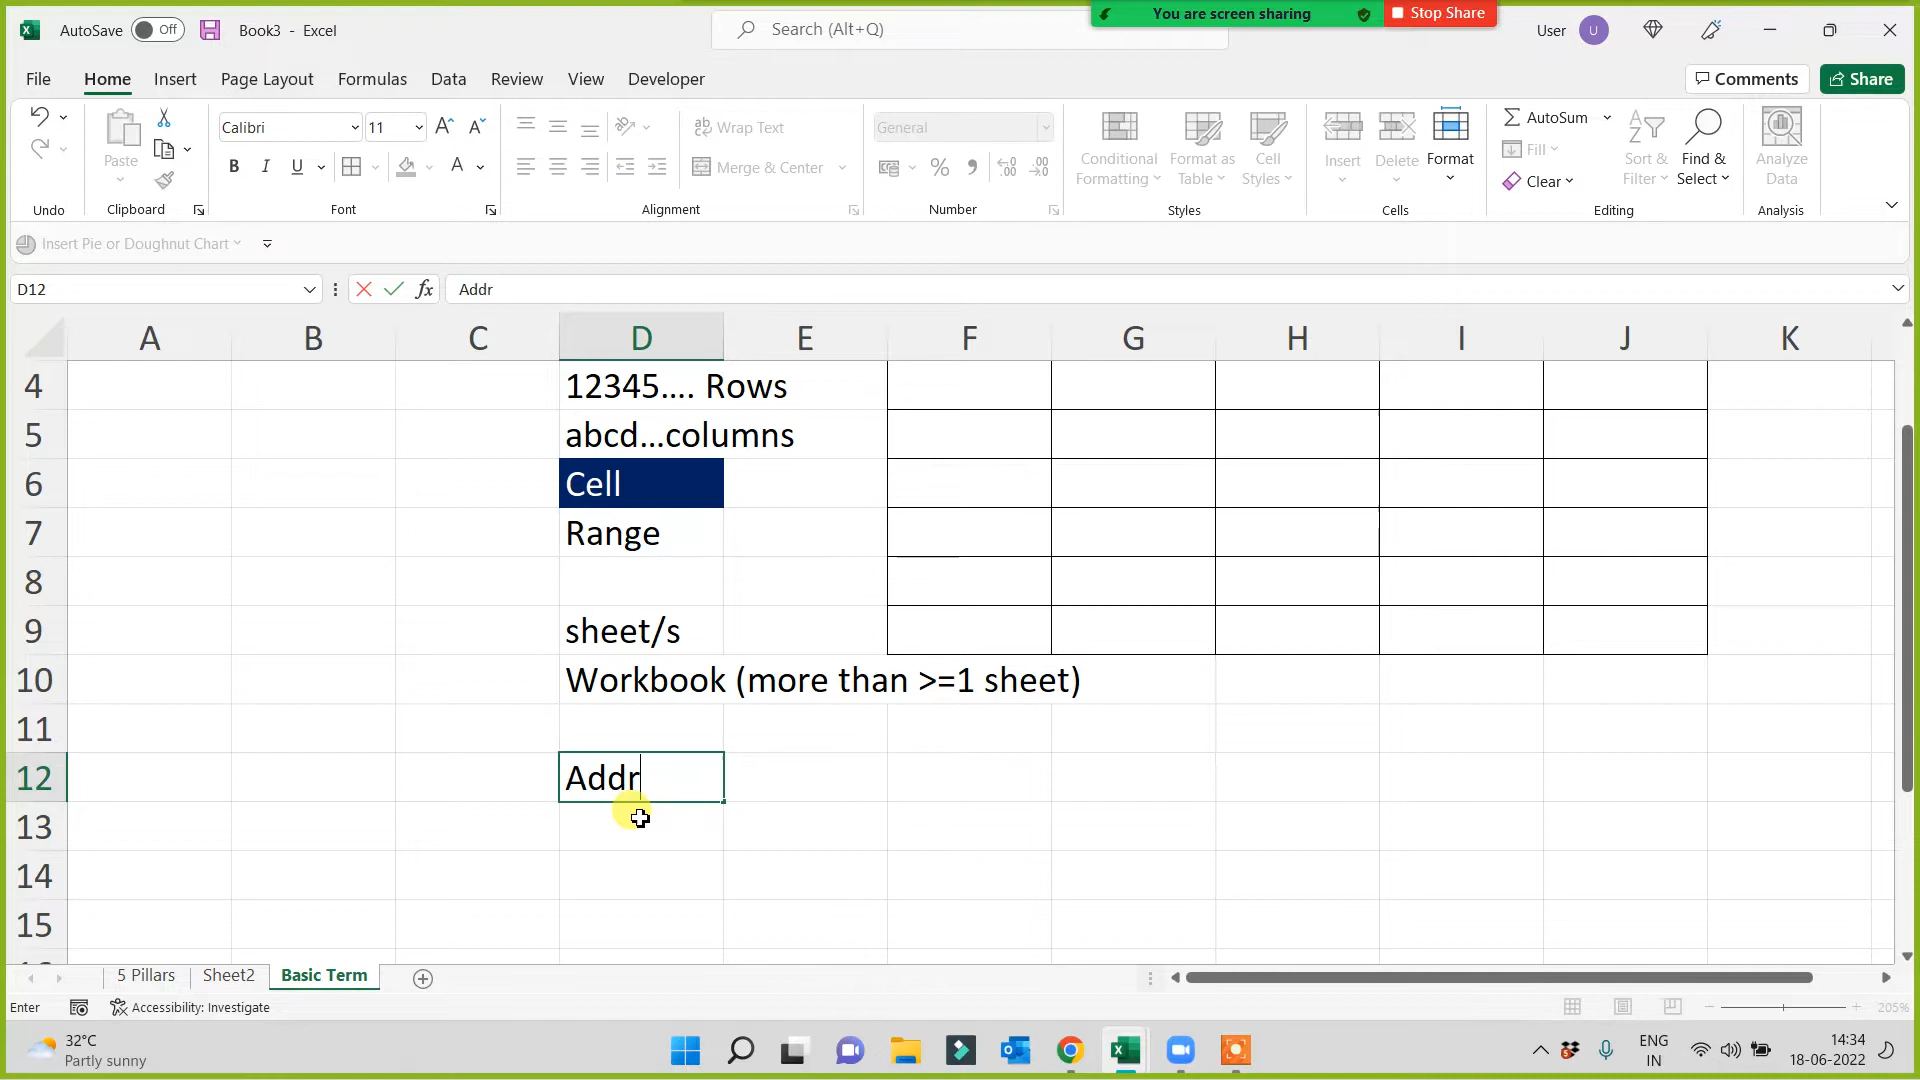 You are screen sharing
Stop Share
AutoSave
Off
Book3 - Excel
Search (Alt+Q)
User
U
File
Home
Insert
Page Layout
Formulas
Data
Review
View
Developer
Comments
Share
Calibri
11
Wrap Text
General
AutoSum
Paste
B
I
U
A
Merge & Center
Conditional Formatting
Format as Table
Cell Styles
Insert
Delete
Format
Fill
Clear
Sort & Filter
Find & Select
Analyze Data
Undo
Clipboard
Font
Alignment
Number
Styles
Cells
Editing
Analysis
Insert Pie or Doughnut Chart
D12
fx
Addr
A B C D E F G H I J K
4 12345.... Rows
5 abcd...columns
6 Cell
7 Range
8
9 sheet/s
10 Workbook (more than >=1 sheet)
11
12 Addr
13
14
15
5 Pillars
Sheet2
Basic Term
Enter
Accessibility: Investigate
205%
32°C
Partly sunny
ENG
IN
14:34
18-06-2022